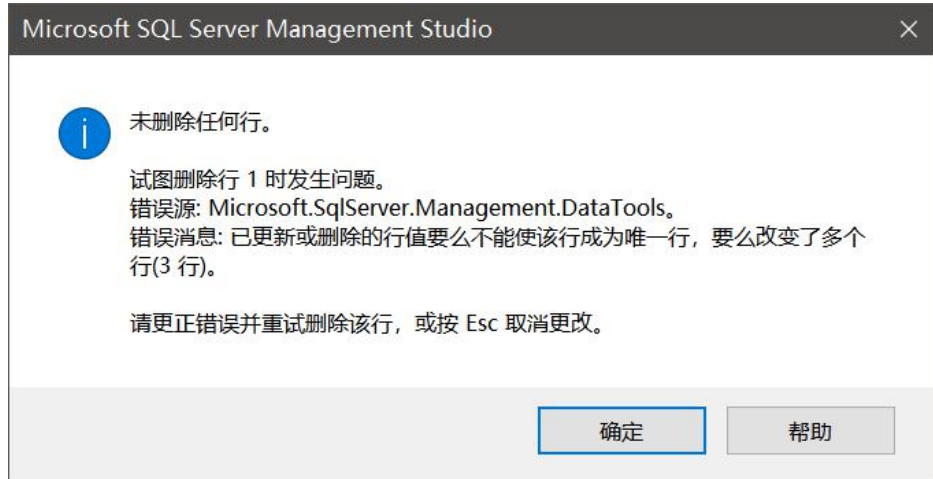 Microsoft SQL Server Management Studio
未删除任何行。
试图删除行 1 时发生问题。
错误源: Microsoft.SqlServer.Management.DataTools。
错误消息: 已更新或删除的行值要么不能使该行成为唯一行，要么改变了多个
行(3 行)。
请更正错误并重试删除该行，或按 Esc 取消更改。
确定
帮助